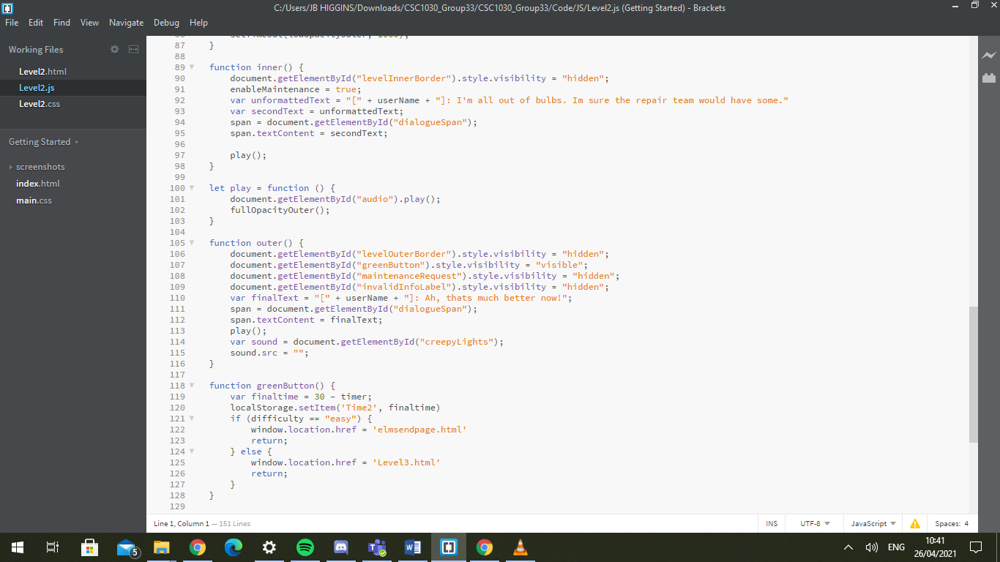 C:/Users/JB HIGGINS/Downloads/CSC1030_Group33/CSC1030_Group33/Code/JS/Level2.js (Getting Started) - Brackets
File Edit Find View Navigate Debug Help
Working Files
Level2.html
Level2.js
Level2.css
Getting Started
screenshots
index.html
main.css
87 }
88
89 function inner() {
90 document.getElementById("levelInnerBorder").style.visibility = "hidden";
91 enableMaintenance = true;
92 var unformattedText = "[" + userName + "]: I'm all out of bulbs. Im sure the repair team would have some."
93 var secondText = unformattedText;
94 span = document.getElementById("dialogueSpan");
95 span.textContent = secondText;
96
97 play();
98 }
99
100 let play = function () {
101 document.getElementById("audio").play();
102 fullOpacityOuter();
103 }
104
105 function outer() {
106 document.getElementById("levelOuterBorder").style.visibility = "hidden";
107 document.getElementById("greenButton").style.visibility = "visible";
108 document.getElementById("maintenanceRequest").style.visibility = "hidden";
109 document.getElementById("invalidInfoLabel").style.visibility = "hidden";
110 var finalText = "[" + userName + "]: Ah, thats much better now!";
111 span = document.getElementById("dialogueSpan");
112 span.textContent = finalText;
113 play();
114 var sound = document.getElementById("creepyLights");
115 sound.src = "";
116 }
117
118 function greenButton() {
119 var finaltime = 30 - timer;
120 localStorage.setItem('Time2', finaltime)
121 if (difficulty == "easy") {
122 window.location.href = 'elmsendpage.html'
123 return;
124 } else {
125 window.location.href = 'Level3.html'
126 return;
127 }
128 }
129
Line 1, Column 1 — 151 Lines
INS UTF-8 JavaScript Spaces: 4
5
ENG
10:41
26/04/2021